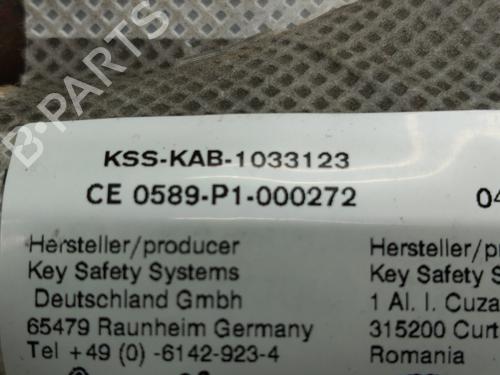 KSS-KAB-1033123
CE 0589-P1-000272
04
Hersteller/producer
Key Safety Systems
Deutschland Gmbh
65479 Raunheim Germany
Tel +49 (0) -6142-923-4
Hersteller/pr
Key Safety S
1 Al. I. Cuza
315200 Curt
Romania